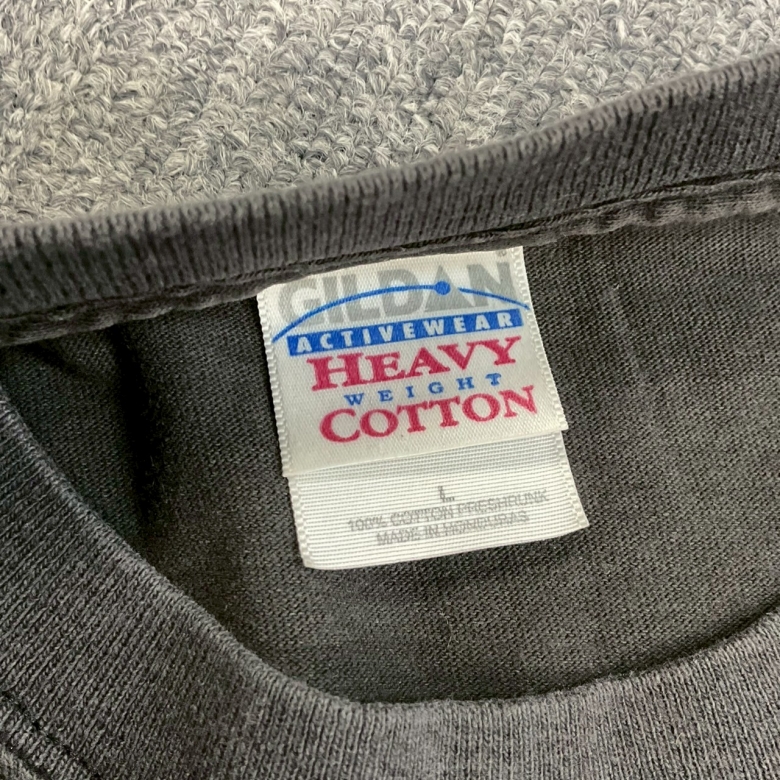 GILDAN
ACTIVEWEAR
HEAVY
WEIGHT
COTTON
L
100% COTTON PRESHRUNK
MADE IN HONDURAS